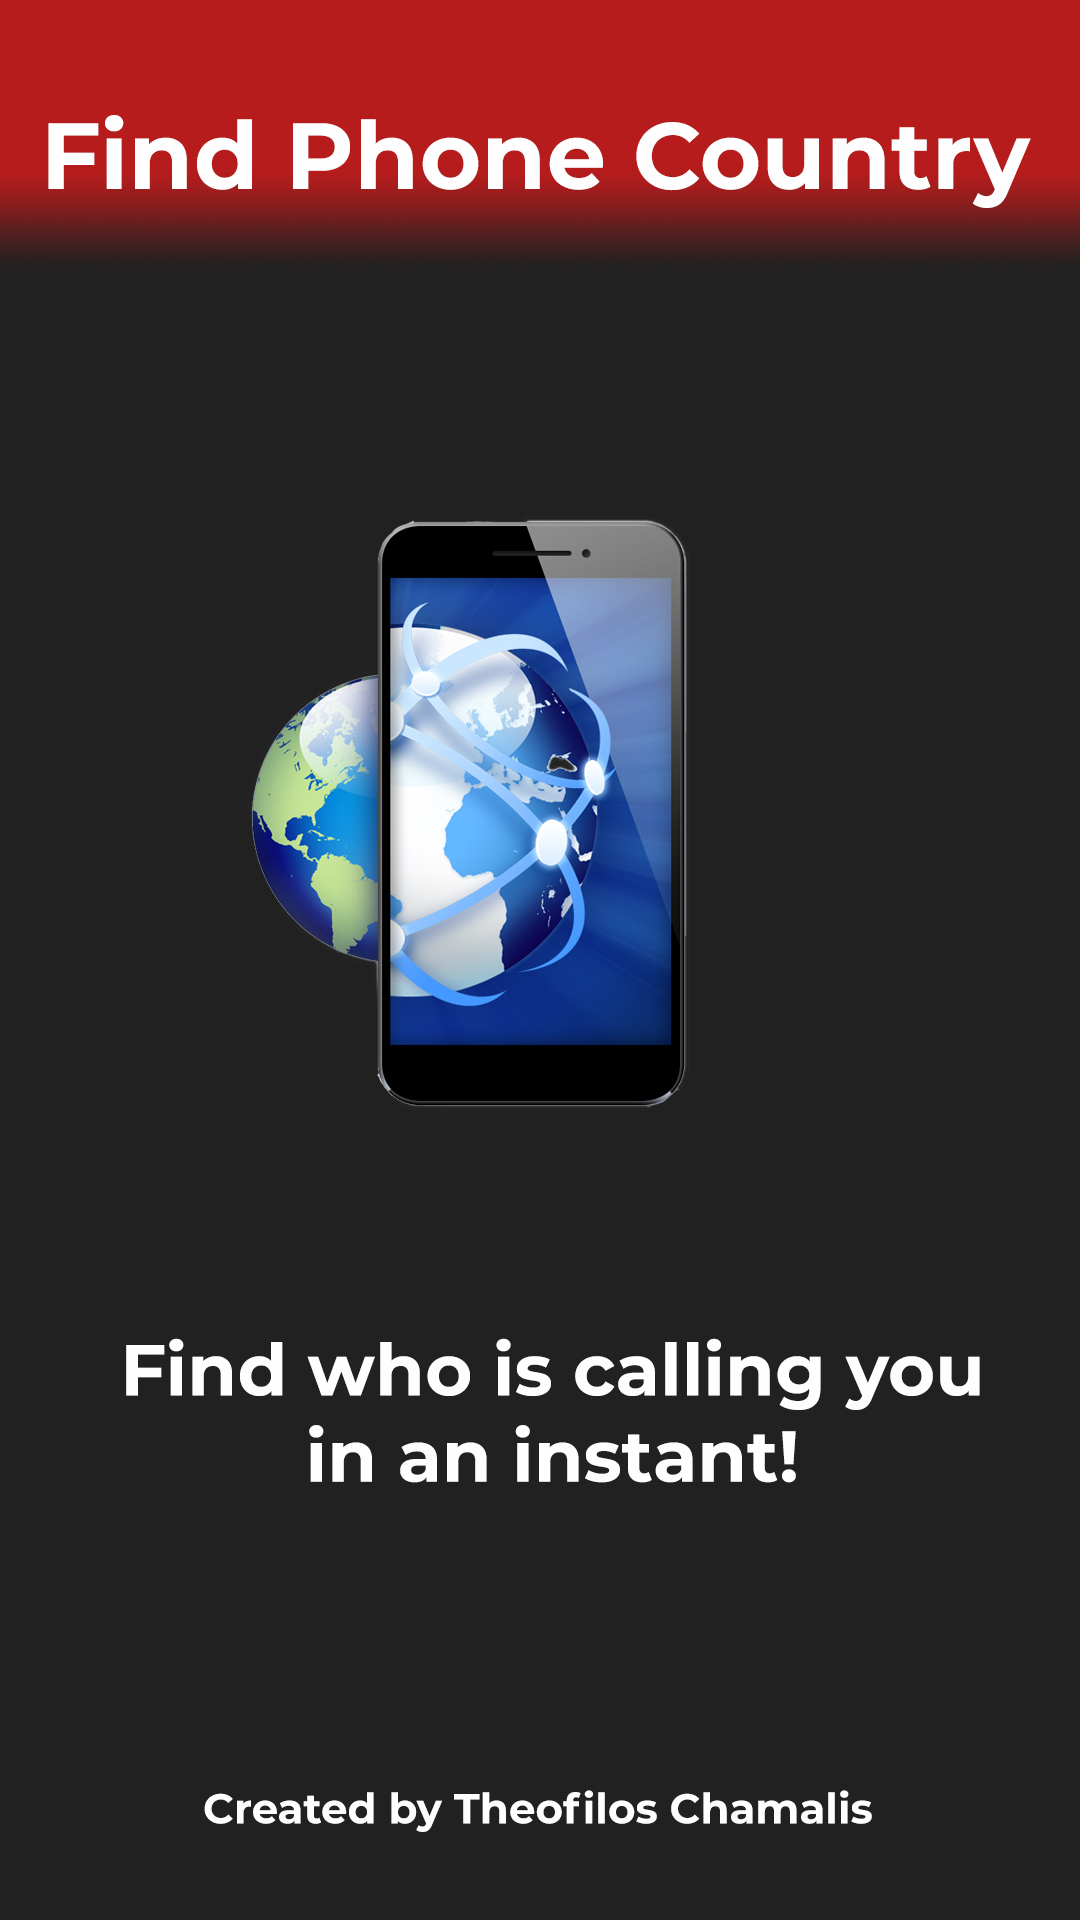 Find Phone Country
Find who is calling you
in an instant!
Created by Theofilos Chamalis